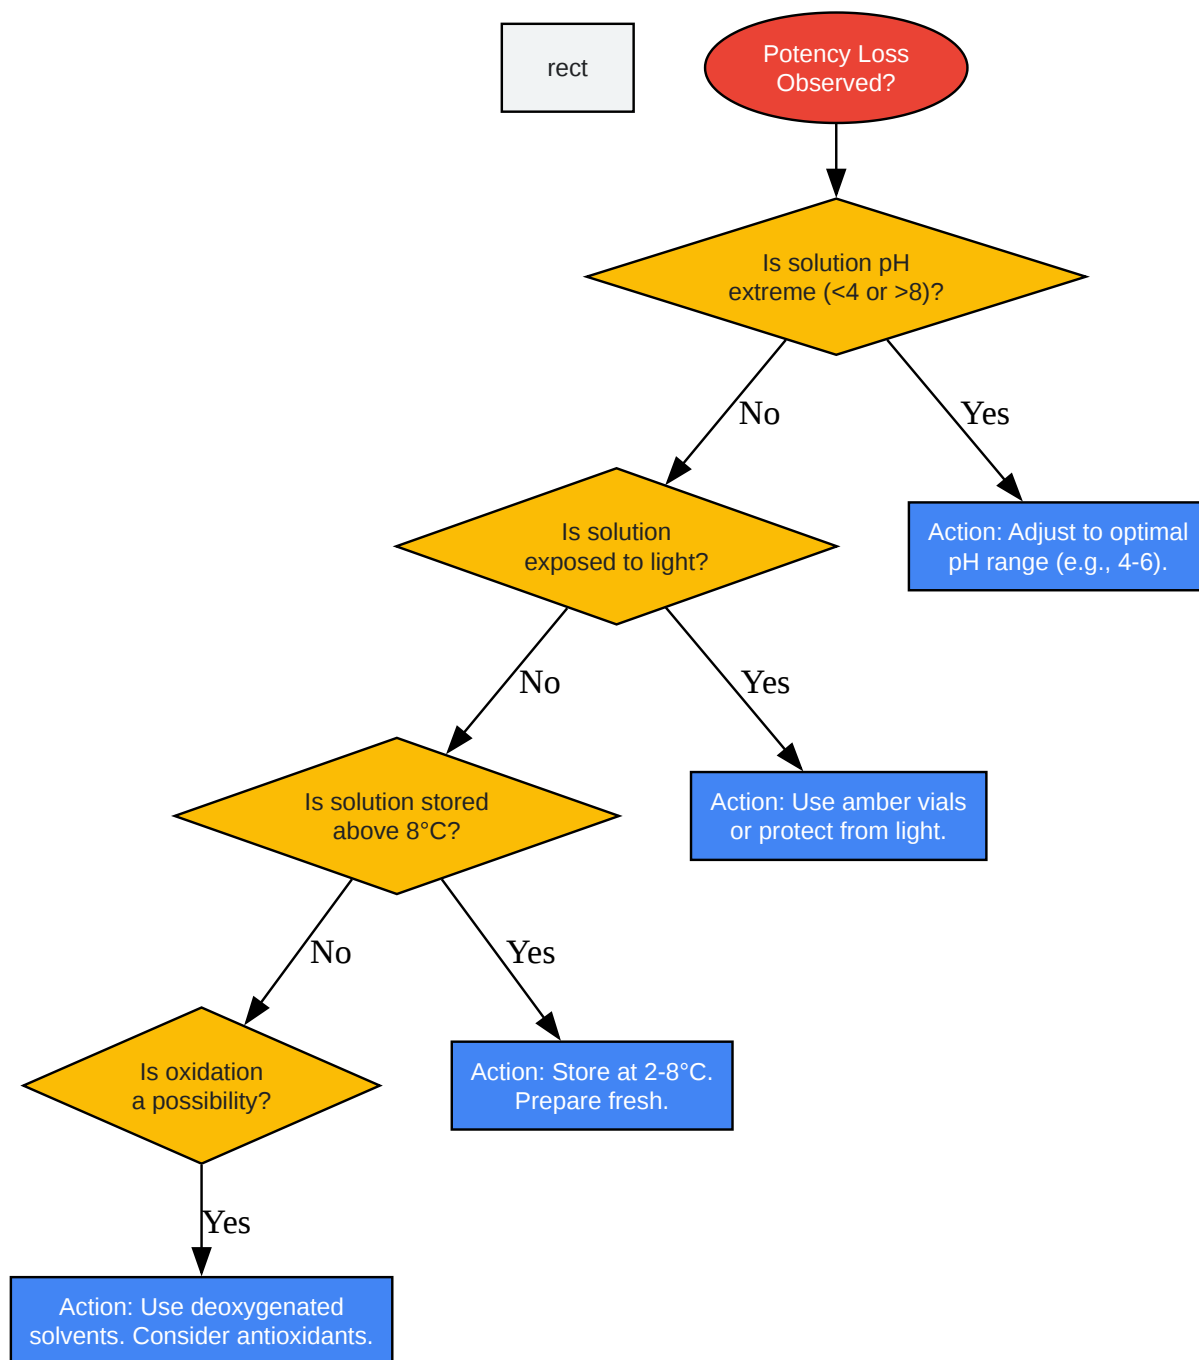 rect
Potency Loss
Observed?
Is solution pH
extreme (<4 or >8)?
No
Yes
Is solution
exposed to light?
Action: Adjust to optimal
pH range (e.g., 4-6).
No
Yes
Is solution stored
above 8°C?
Action: Use amber vials
or protect from light.
No
Yes
Is oxidation
a possibility?
Action: Store at 2-8°C.
Prepare fresh.
Yes
Action: Use deoxygenated
solvents. Consider antioxidants.